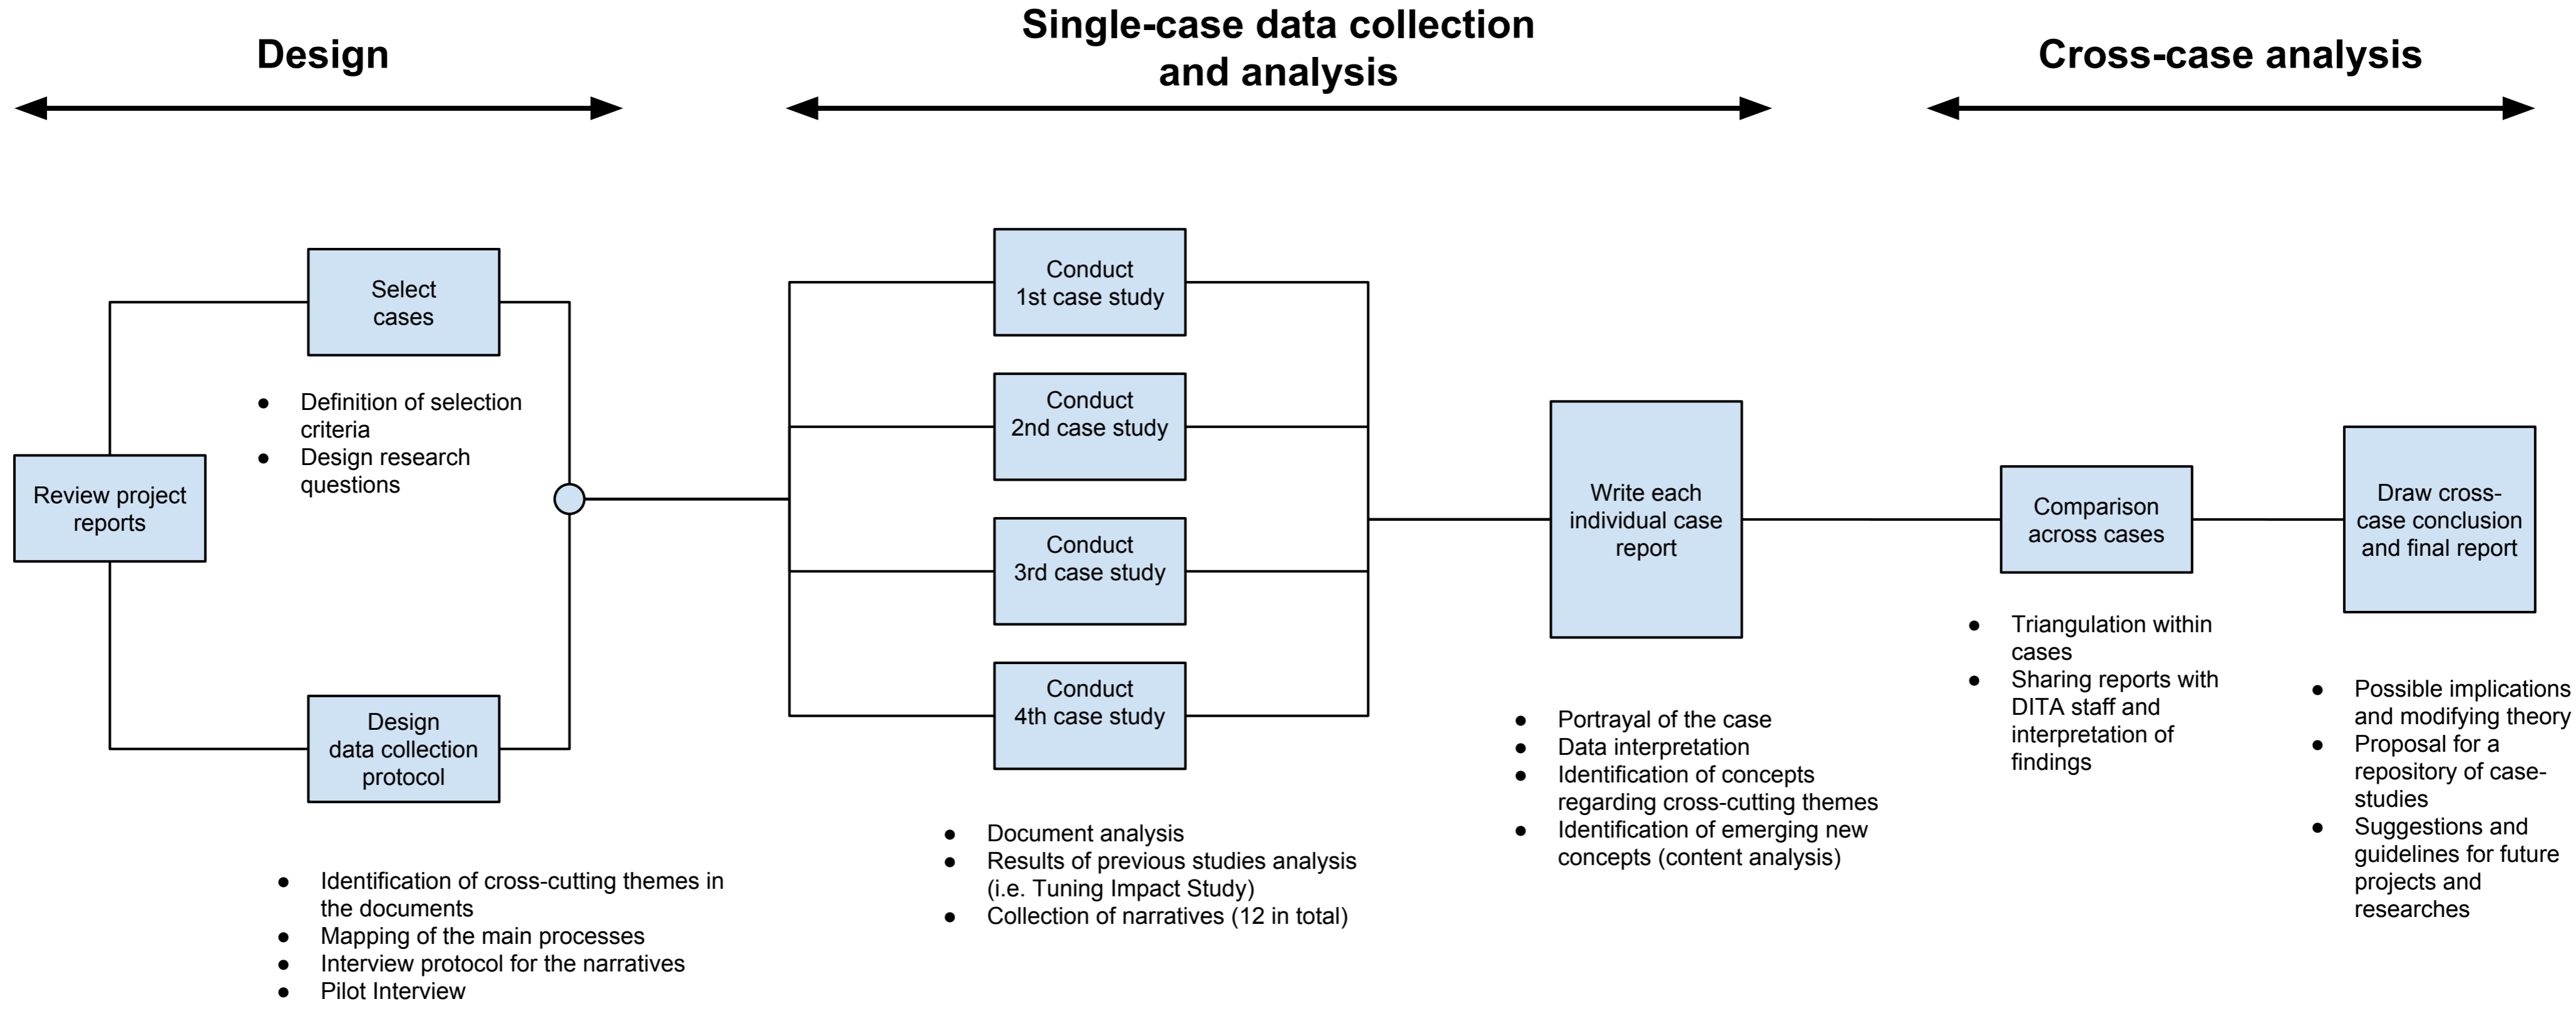 Design
Single-case data collection
and analysis
Cross-case analysis
Review project
reports
Select
cases
● Definition of selection
criteria
● Design research
questions
Design
data collection
protocol
● Identification of cross-cutting themes in
the documents
● Mapping of the main processes
● Interview protocol for the narratives
● Pilot Interview
Conduct
1st case study
Conduct
2nd case study
Conduct
3rd case study
Conduct
4th case study
● Document analysis
● Results of previous studies analysis
(i.e. Tuning Impact Study)
● Collection of narratives (12 in total)
Write each
individual case
report
● Portrayal of the case
● Data interpretation
● Identification of concepts
regarding cross-cutting themes
● Identification of emerging new
concepts (content analysis)
Comparison
across cases
● Triangulation within
cases
● Sharing reports with
DITA staff and
interpretation of
findings
Draw cross-
case conclusion
and final report
● Possible implications
and modifying theory
● Proposal for a
repository of case-
studies
● Suggestions and
guidelines for future
projects and
researches